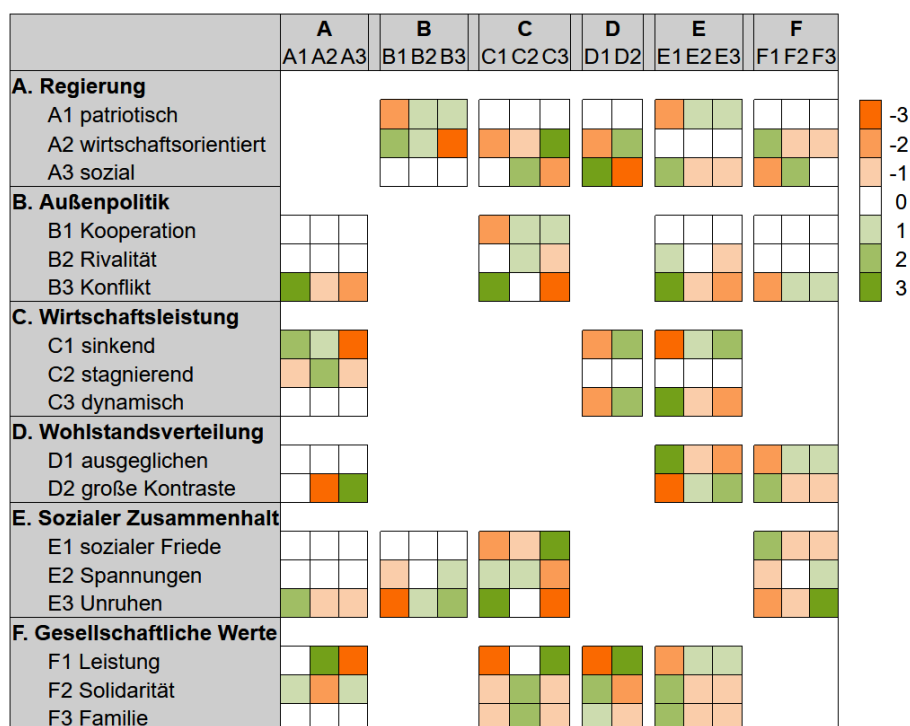 A B C D E F
A1 A2 A3 B1 B2 B3 C1 C2 C3 D1 D2 E1 E2 E3 F1 F2 F3
A. Regierung
A1 patriotisch
A2 wirtschaftsorientiert
A3 sozial
B. Außenpolitik
B1 Kooperation
B2 Rivalität
B3 Konflikt
C. Wirtschaftsleistung
C1 sinkend
C2 stagnierend
C3 dynamisch
D. Wohlstandsverteilung
D1 ausgeglichen
D2 große Kontraste
E. Sozialer Zusammenhalt
E1 sozialer Friede
E2 Spannungen
E3 Unruhen
F. Gesellschaftliche Werte
F1 Leistung
F2 Solidarität
F3 Familie
-3
-2
-1
0
1
2
3